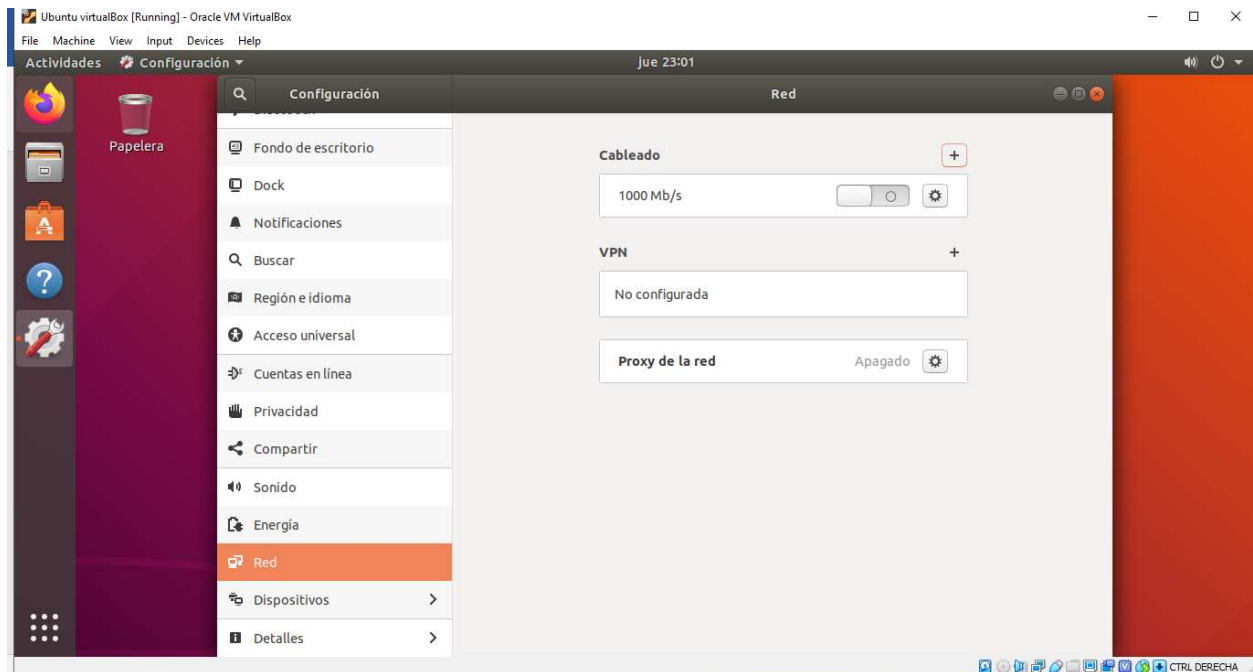 Ubuntu virtualBox [Running] - Oracle VM VirtualBox
File Machine View Input Devices Help
Actividades Configuración jue 23:01
Configuración Red
Papelera
Fondo de escritorio
Dock
Notificaciones
Buscar
Región e idioma
Acceso universal
Cuentas en línea
Privacidad
Compartir
Sonido
Energía
Red
Dispositivos
Detalles
Cableado
1000 Mb/s
VPN
No configurada
Proxy de la red Apagado
CTRL DERECHA